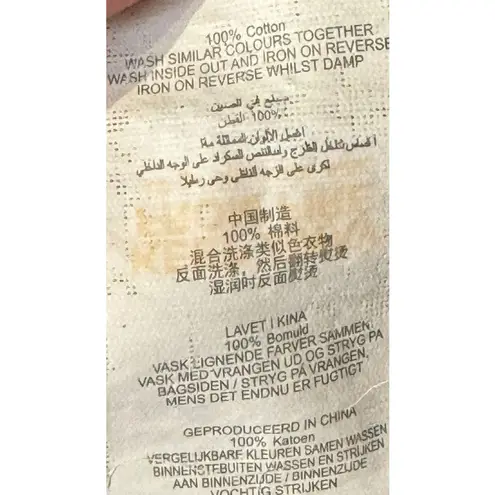 100% Cotton
WASH SIMILAR COLOURS TOGETHER
WASH INSIDE OUT AND IRON ON REVERSE
IRON ON REVERSE WHILST DAMP
صنع في الصين
100% القطن
على الوجه الداخلي
中国制造
100% 棉料
混合洗涤类似色衣物
反面洗涤，然后翻转熨烫
湿润时反面熨烫
LAVET I KINA
100% Bomuld
VASK LIGNENDE FARVER SAMMEN.
VASK MED VRANGEN UD OG STRYG PÅ
BAGSIDEN / STRYG PÅ VRANGEN,
MENS DET ENDNU ER FUGTIGT
GEPRODUCEERD IN CHINA
100% Katoen
VERGELIJKBARE KLEUREN SAMEN WASSEN
BINNENSTEBUITEN WASSEN EN STRIJKEN
AAN BINNENZIJDE / BINNENZIJDE
VOCHTIG STRIJKEN